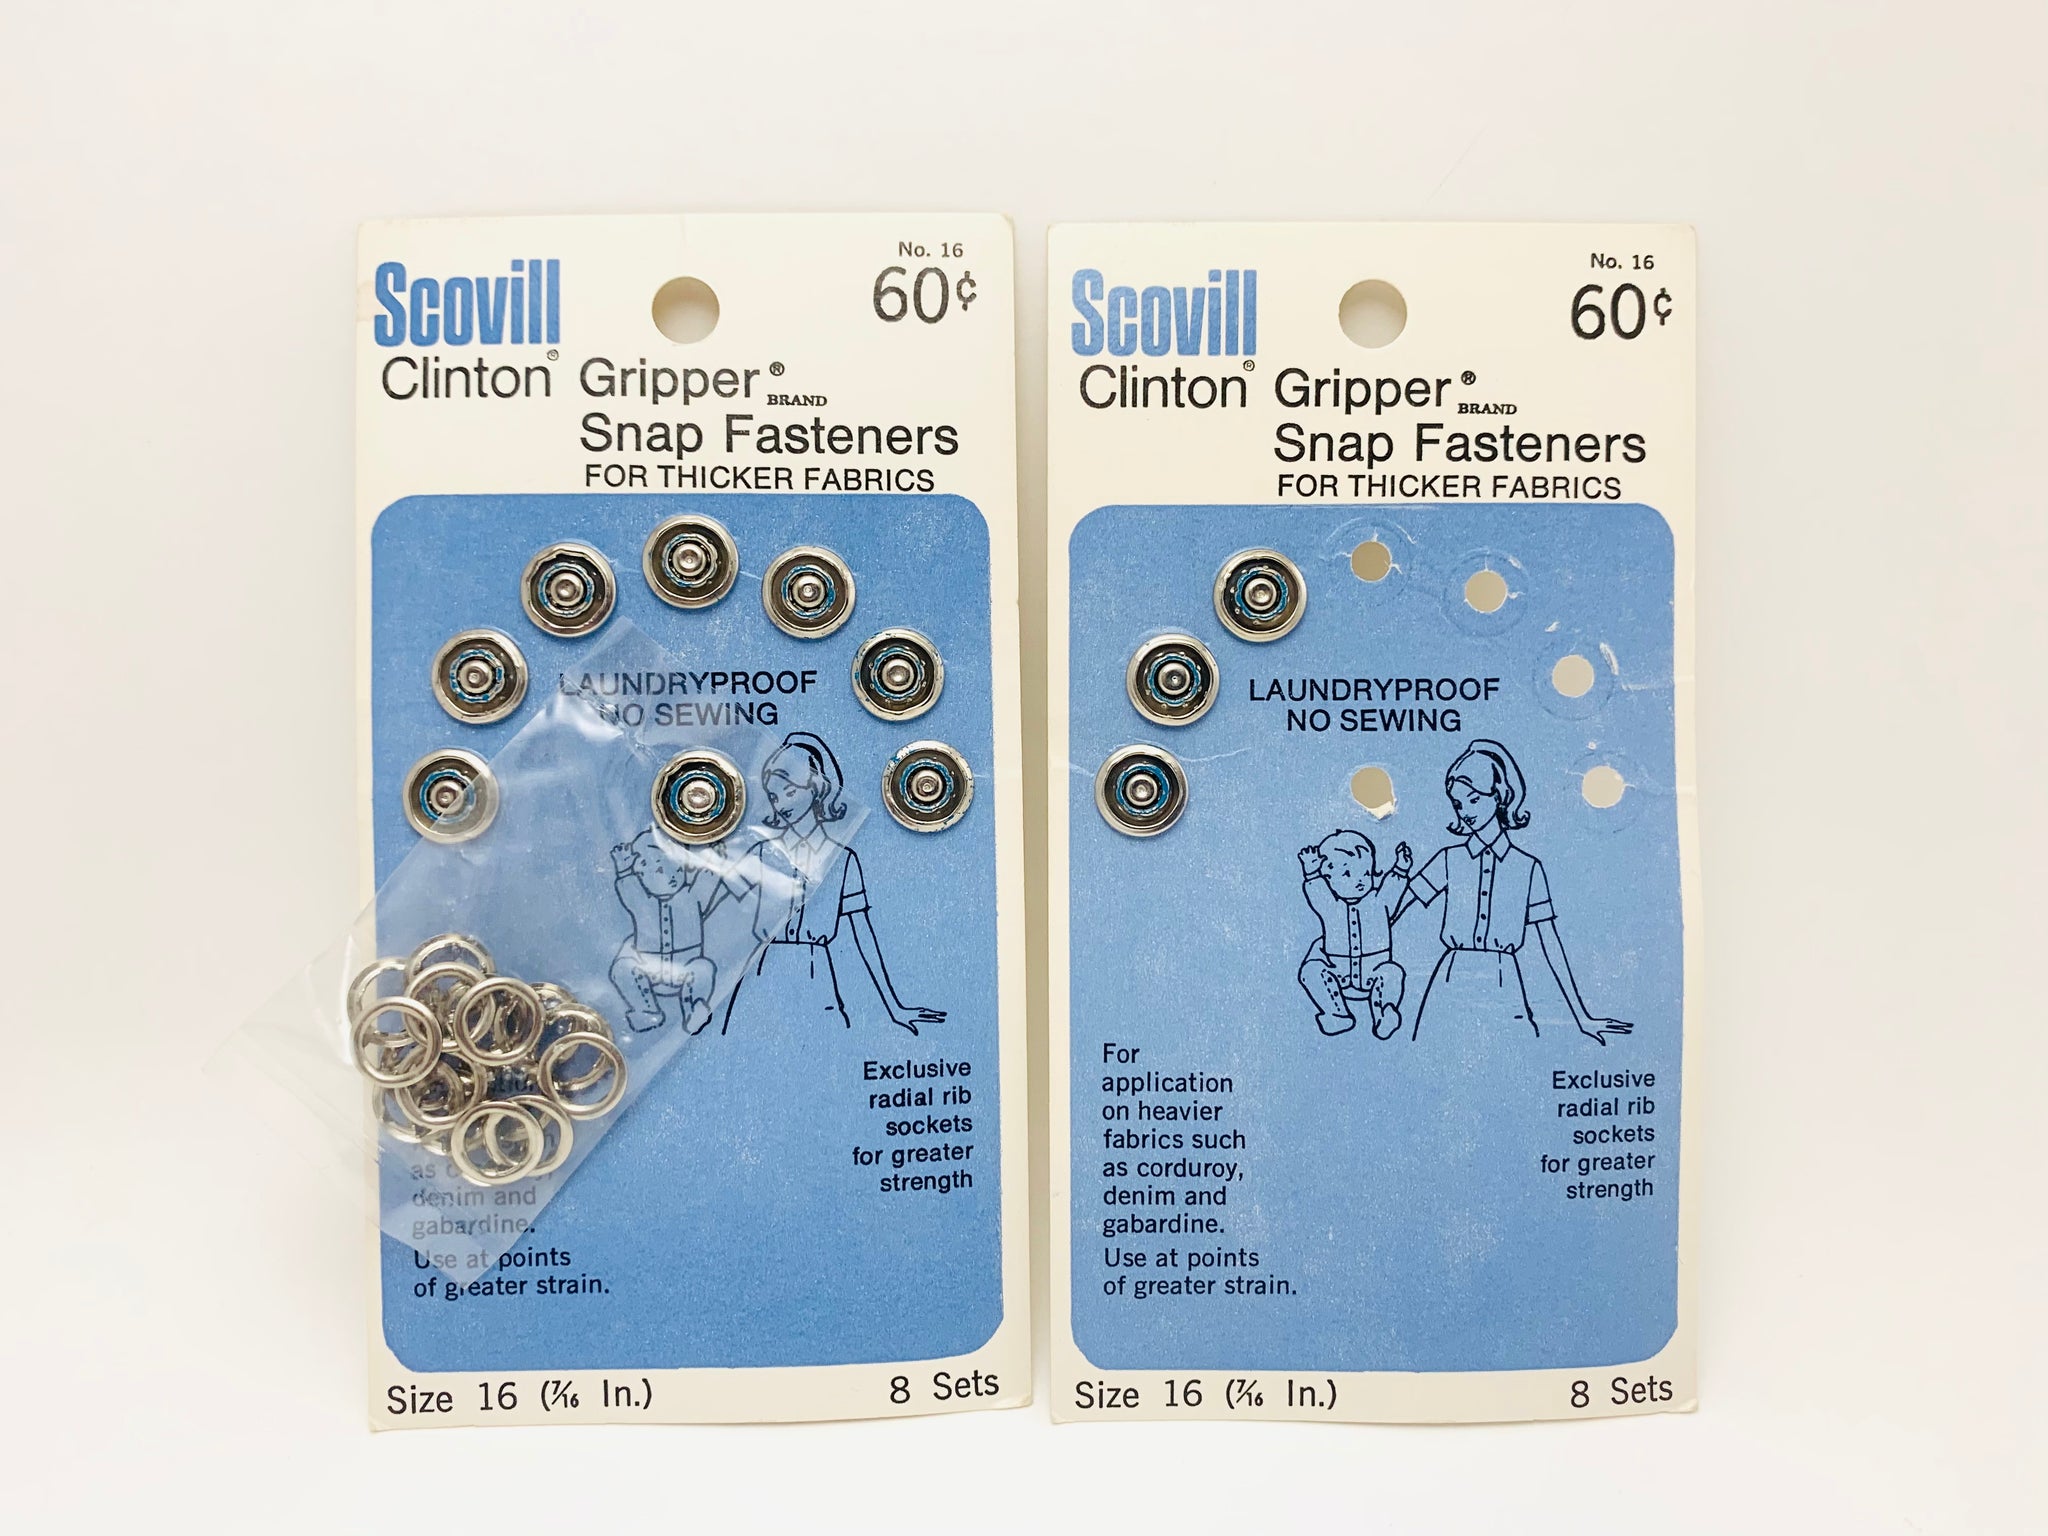 No. 16
Scovill
60¢
Clinton® Gripper®
BRAND
Snap Fasteners
FOR THICKER FABRICS
LAUNDRYPROOF
NO SEWING
Exclusive
radial rib
sockets
for greater
strength
as
denim and
gabardine.
Use at points
of greater strain.
Size 16 (7/16 In.)
8 Sets
No. 16
Scovill
60¢
Clinton® Gripper®
BRAND
Snap Fasteners
FOR THICKER FABRICS
LAUNDRYPROOF
NO SEWING
For
application
on heavier
fabrics such
as corduroy,
denim and
gabardine.
Use at points
of greater strain.
Exclusive
radial rib
sockets
for greater
strength
Size 16 (7/16 In.)
8 Sets